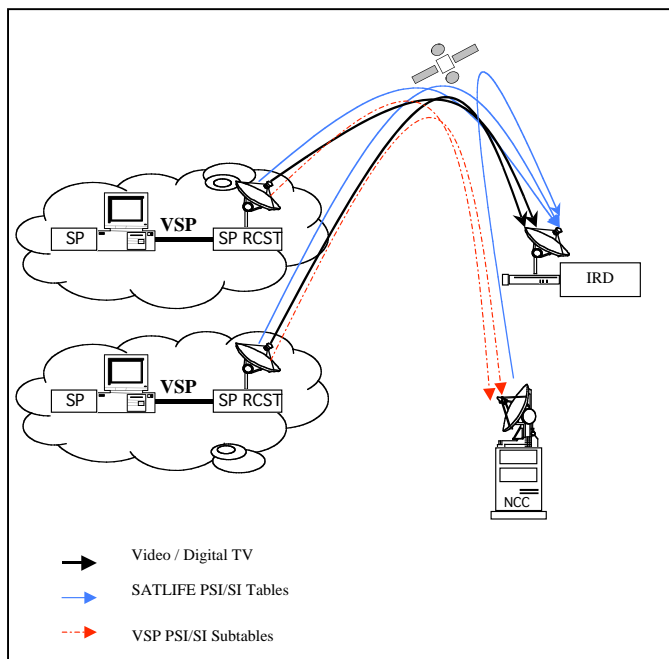 VSP
SP
SP RCST
IRD
VSP
SP
SP RCST
NCC
Video / Digital TV
SATLIFE PSI/SI Tables
VSP PSI/SI Subtables